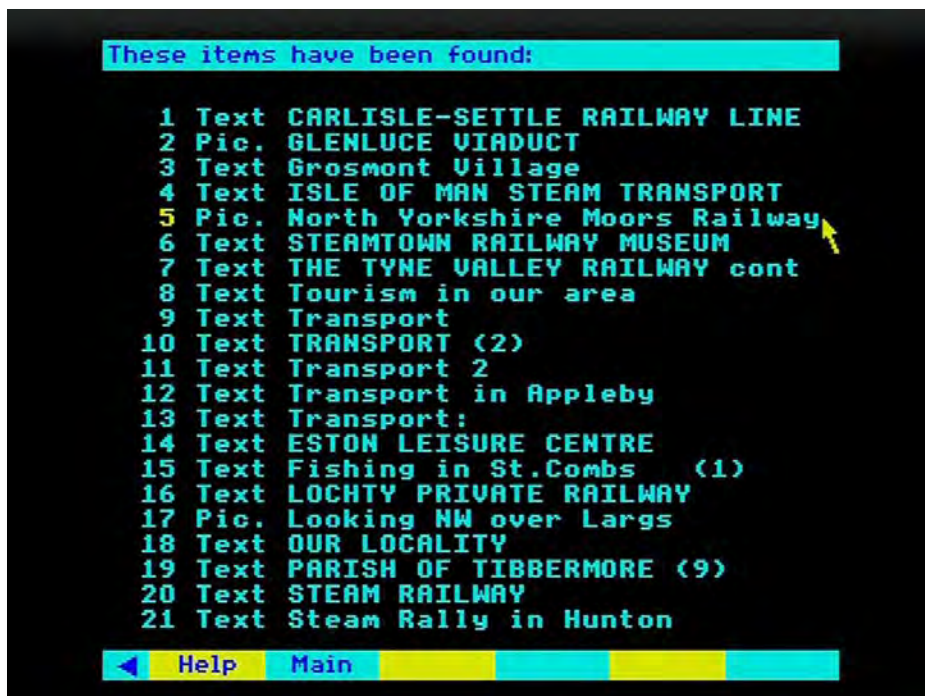 These items have been found:
1 Text CARLISLE-SETTLE RAILWAY LINE
2 Pic. GLENLUCE VIADUCT
3 Text Grosmont Village
4 Text ISLE OF MAN STEAM TRANSPORT
5 Pic. North Yorkshire Moors Railway
6 Text STEAMTOWN RAILWAY MUSEUM
7 Text THE TYNE VALLEY RAILWAY cont
8 Text Tourism in our area
9 Text Transport
10 Text TRANSPORT (2)
11 Text Transport 2
12 Text Transport in Appleby
13 Text Transport:
14 Text ESTON LEISURE CENTRE
15 Text Fishing in St.Combs (1)
16 Text LOCHTY PRIVATE RAILWAY
17 Pic. Looking NW over Largs
18 Text OUR LOCALITY
19 Text PARISH OF TIBBERMORE (9)
20 Text STEAM RAILWAY
21 Text Steam Rally in Hunton
Help Main